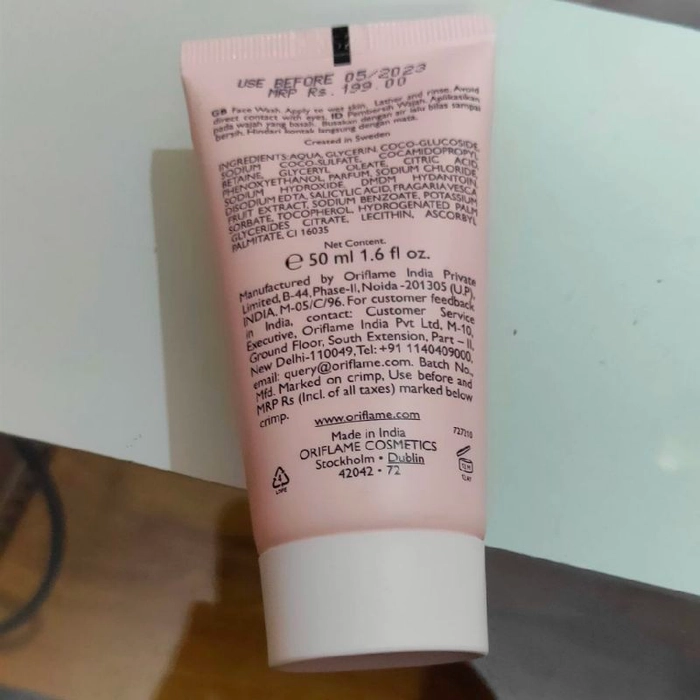 USE BEFORE 05/2023
MRP Rs. 199.00
GB Face Wash Apply to wet skin. Lather and rinse. Avoid
direct contact with eyes. ID Pembersih Wajah. Aplikasikan
pada wajah yang basah. Busakan dengan air lalu bilas sampai
bersih. Hindari kontak langsung dengan mata.
Created in Sweden
INGREDIENTS: AQUA, GLYCERIN, COCO-GLUCOSIDE,
SODIUM COCO-SULFATE, COCAMIDOPROPYL
BETAINE, GLYCERYL OLEATE, CITRIC ACID,
PHENOXYETHANOL, PARFUM, SODIUM CHLORIDE,
SODIUM HYDROXIDE, DMDM HYDANTOIN,
DISODIUM EDTA, SALICYLIC ACID, FRAGARIA VESCA
FRUIT EXTRACT, SODIUM BENZOATE, POTASSIUM
SORBATE, TOCOPHEROL, HYDROGENATED PALM
GLYCERIDES CITRATE, LECITHIN, ASCORBYL
PALMITATE, CI 16035
Net Content.
℮ 50 ml 1.6 fl oz.
Manufactured by Oriflame India Private
Limited, B-44, Phase-II, Noida -201305 (U.P),
INDIA. M-05/C/96. For customer feedback
in India, contact: Customer Service
Executive, Oriflame India Pvt Ltd, M-10,
Ground Floor, South Extension, Part – II,
New Delhi-110049, Tel: +91 1140409000,
email: query@oriflame.com. Batch No.,
Mfd. Marked on crimp, Use before and
MRP Rs (Incl. of all taxes) marked below
crimp.
www.oriflame.com
Made in India
727210
ORIFLAME COSMETICS
Stockholm • Dublin
42042 • 72
4
LDPE
12M